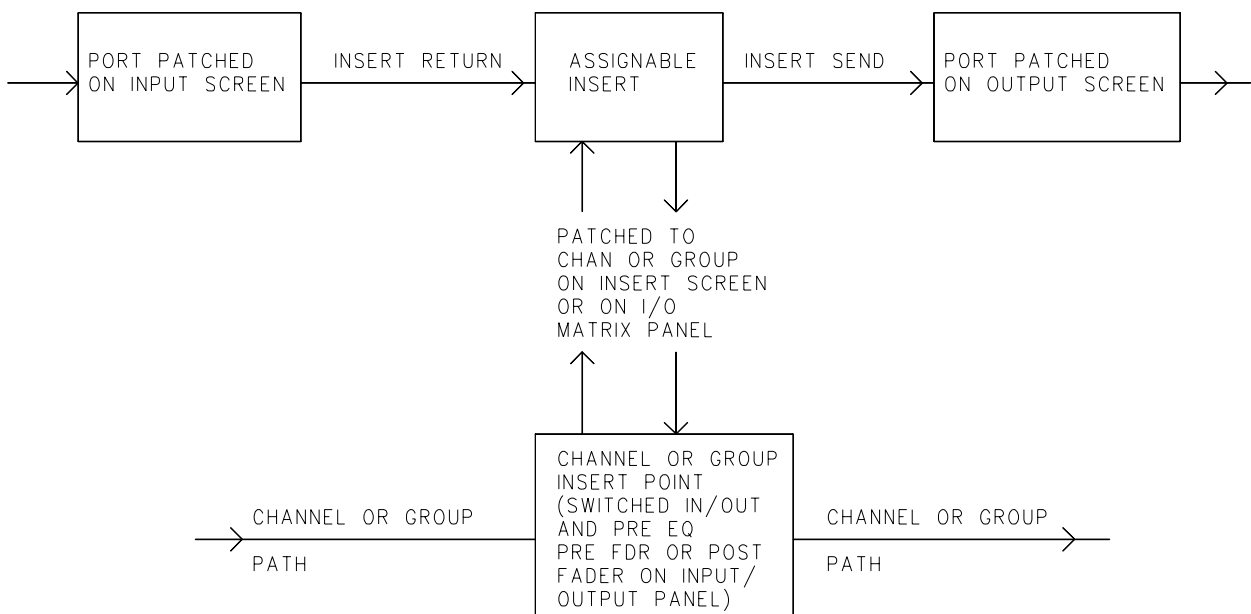 PORT PATCHED
ON INPUT SCREEN
INSERT RETURN
ASSIGNABLE
INSERT
INSERT SEND
PORT PATCHED
ON OUTPUT SCREEN
PATCHED TO
CHAN OR GROUP
ON INSERT SCREEN
OR ON I/O
MATRIX PANEL
CHANNEL OR GROUP
PATH
CHANNEL OR GROUP
INSERT POINT
(SWITCHED IN/OUT
AND PRE EQ
PRE FDR OR POST
FADER ON INPUT/
OUTPUT PANEL)
CHANNEL OR GROUP
PATH